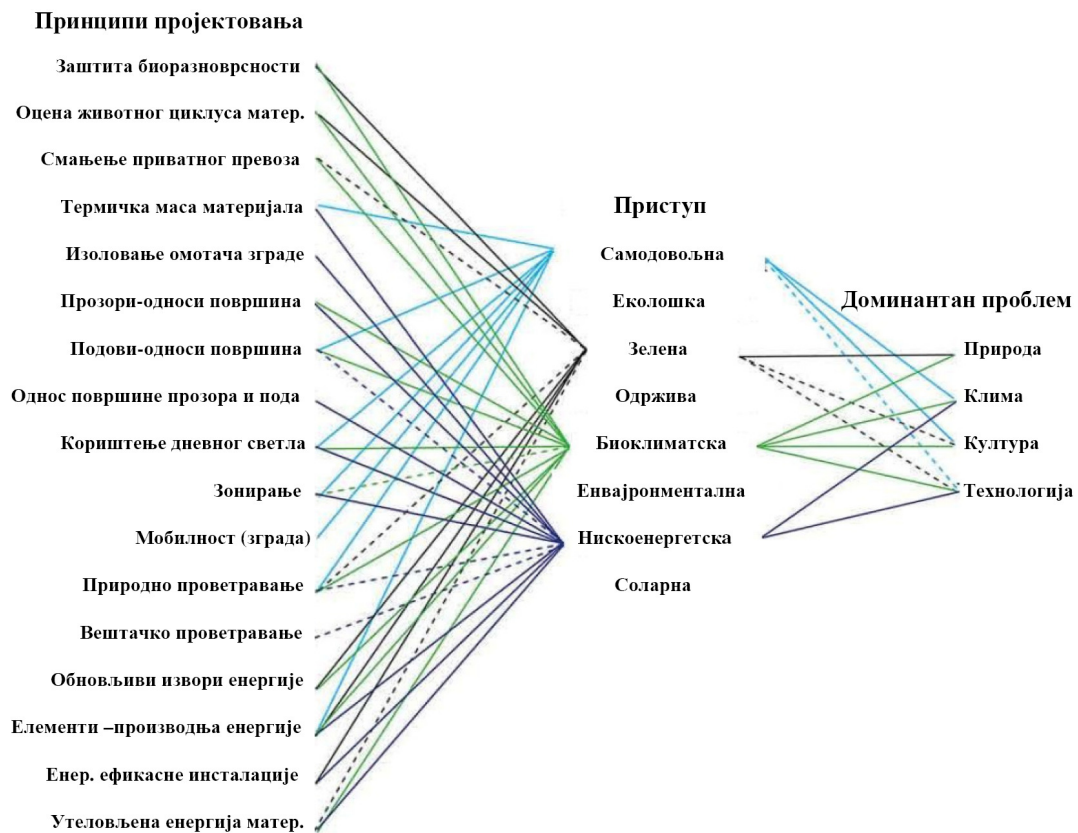 Принципи пројектовања
Заштита биоразноврсности
Оцена животног циклуса матер.
Смањење приватног превоза
Термичка маса материјала
Изоловање омотача зграде
Прозори-односи површина
Подови-односи површина
Однос површине прозора и пода
Кориштење дневног светла
Зонирање
Мобилност (зграда)
Природно проветравање
Вештачко проветравање
Обновљиви извори енергије
Елементи –производња енергије
Енер. ефикасне инсталације
Утеловљена енергија матер.
Приступ
Самодовољна
Еколошка
Зелена
Одржива
Биоклиматска
Енвајронментална
Нискоенергетска
Соларна
Доминантан проблем
Природа
Клима
Култура
Технологија